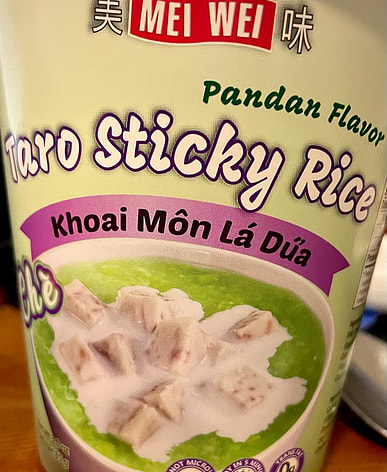 美 MEI WEI 味
Pandan Flavor
Taro Sticky Rice
Khoai Môn Lá Dứa
Chè